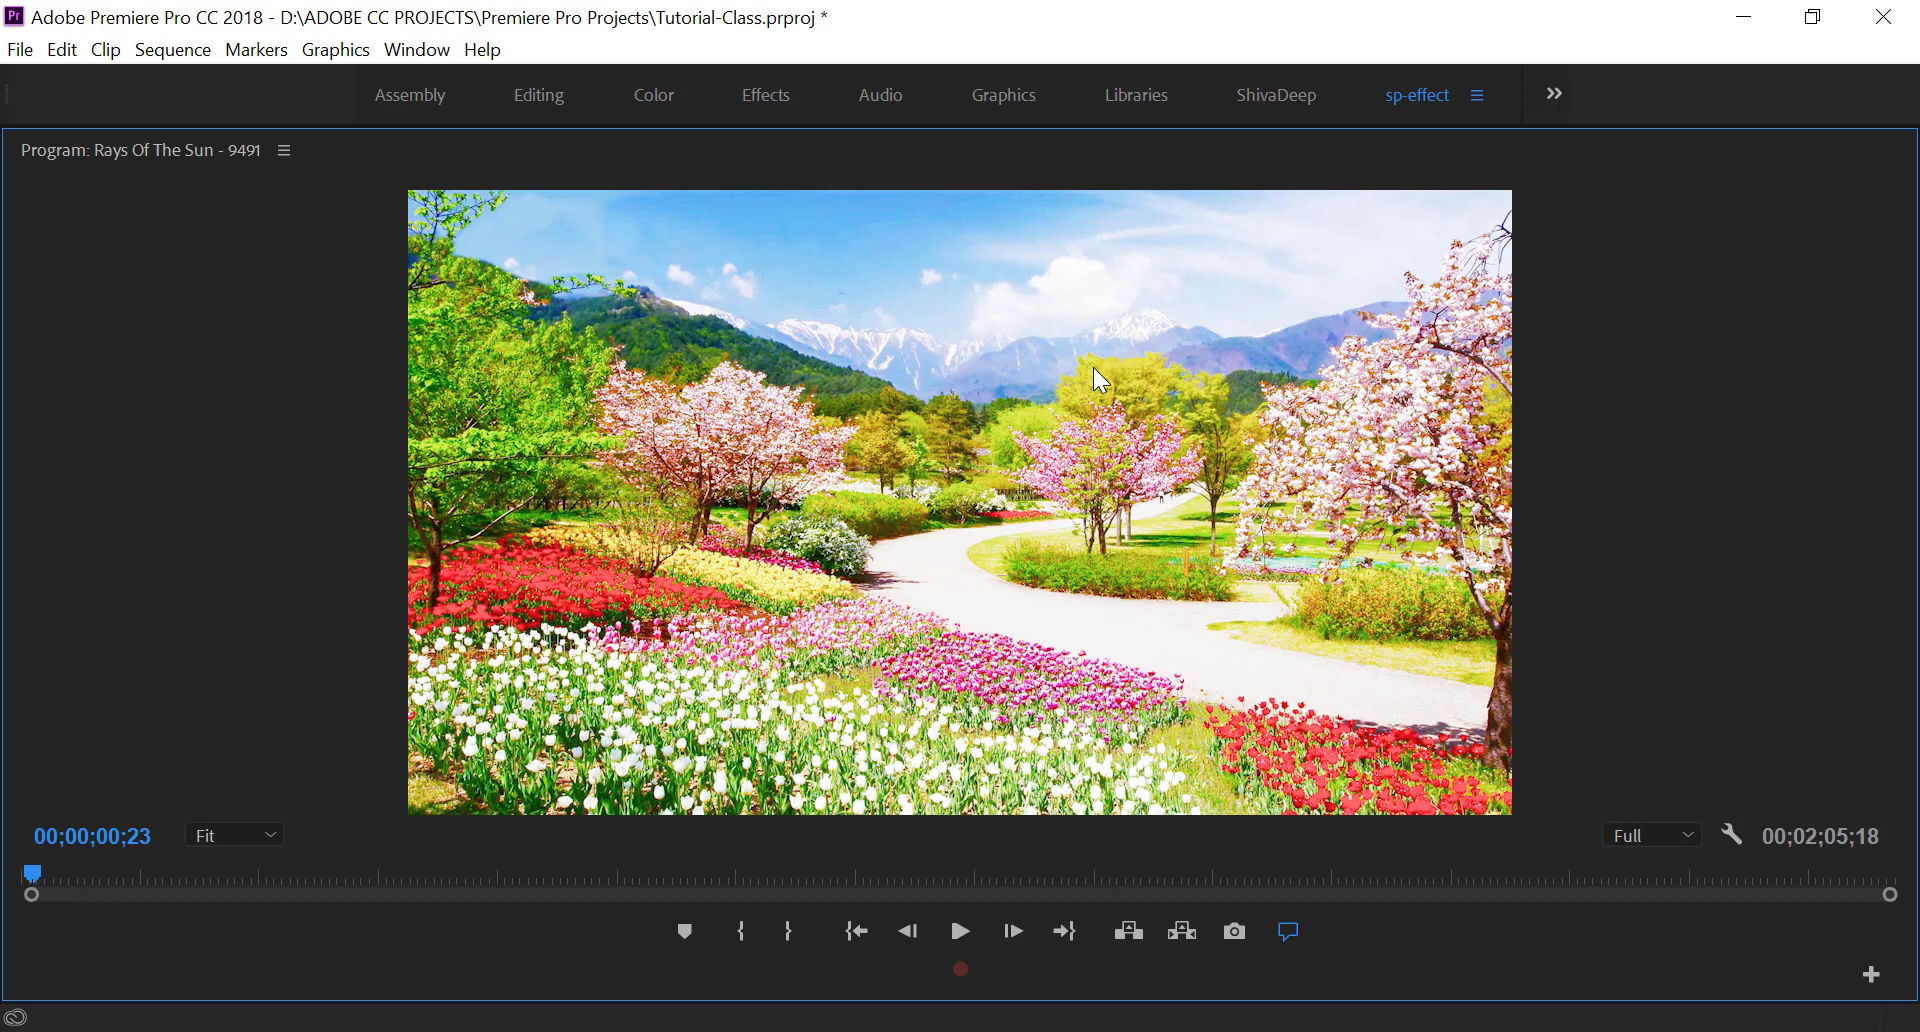 Pr Adobe Premiere Pro CC 2018 - D:\ADOBE CC PROJECTS\Premiere Pro Projects\Tutorial-Class.prproj *
File Edit Clip Sequence Markers Graphics Window Help
Assembly Editing Color Effects Audio Graphics Libraries ShivaDeep sp-effect
Program: Rays Of The Sun - 9491
00;00;00;23 Fit Full 00;02;05;18